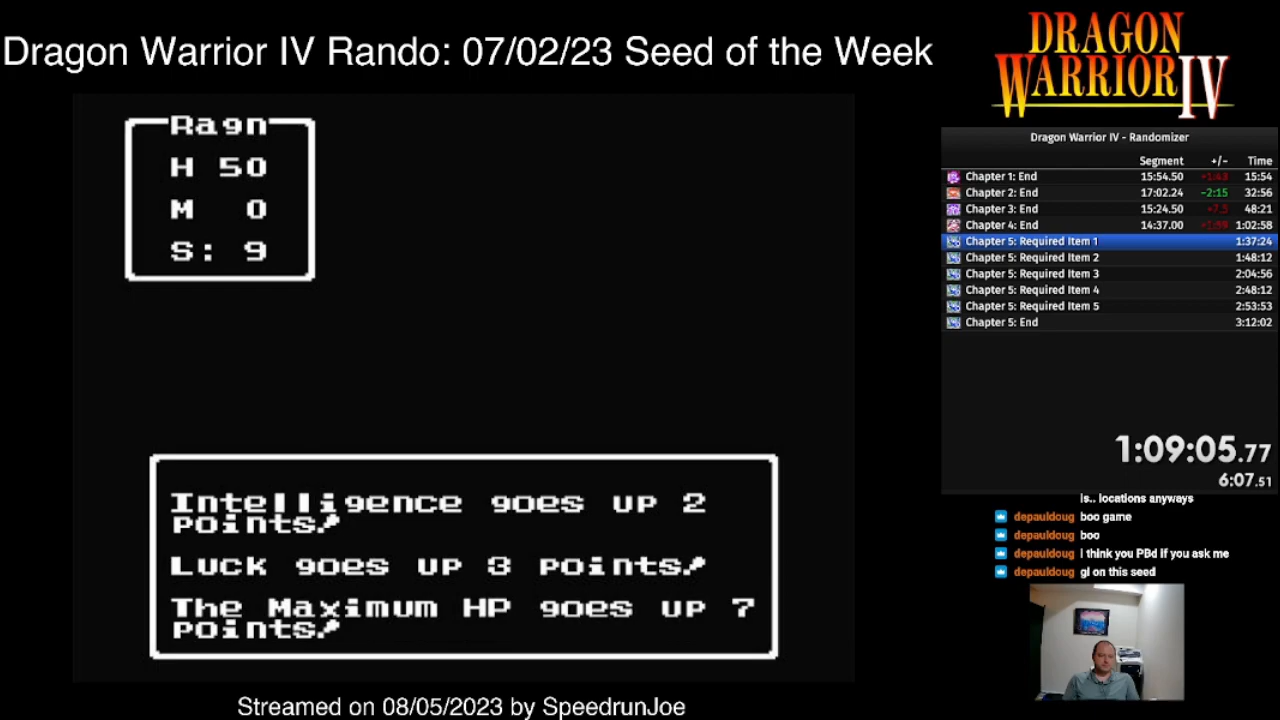 Dragon Warrior IV Rando: 07/02/23 Seed of the Week
DRAGON
WARRIOR IV
Ragn
H 50
M 0
S: 9
Intelligence goes up 2
points!
Luck goes up 3 points!
The Maximum HP goes up 7
points!
Streamed on 08/05/2023 by SpeedrunJoe
Dragon Warrior IV - Randomizer
Segment +/- Time
Chapter 1: End 15:54.50 +1:43 15:54
Chapter 2: End 17:02.24 −2:15 32:56
Chapter 3: End 15:24.50 +7.5 48:21
Chapter 4: End 14:37.00 +1:59 1:02:58
Chapter 5: Required Item 1 1:37:24
Chapter 5: Required Item 2 1:48:12
Chapter 5: Required Item 3 2:04:56
Chapter 5: Required Item 4 2:48:12
Chapter 5: Required Item 5 2:53:53
Chapter 5: End 3:12:02
1:09:05.77
6:07.51
is.. locations anyways
depauldoug boo game
depauldoug boo
depauldoug i think you PBd if you ask me
depauldoug gl on this seed